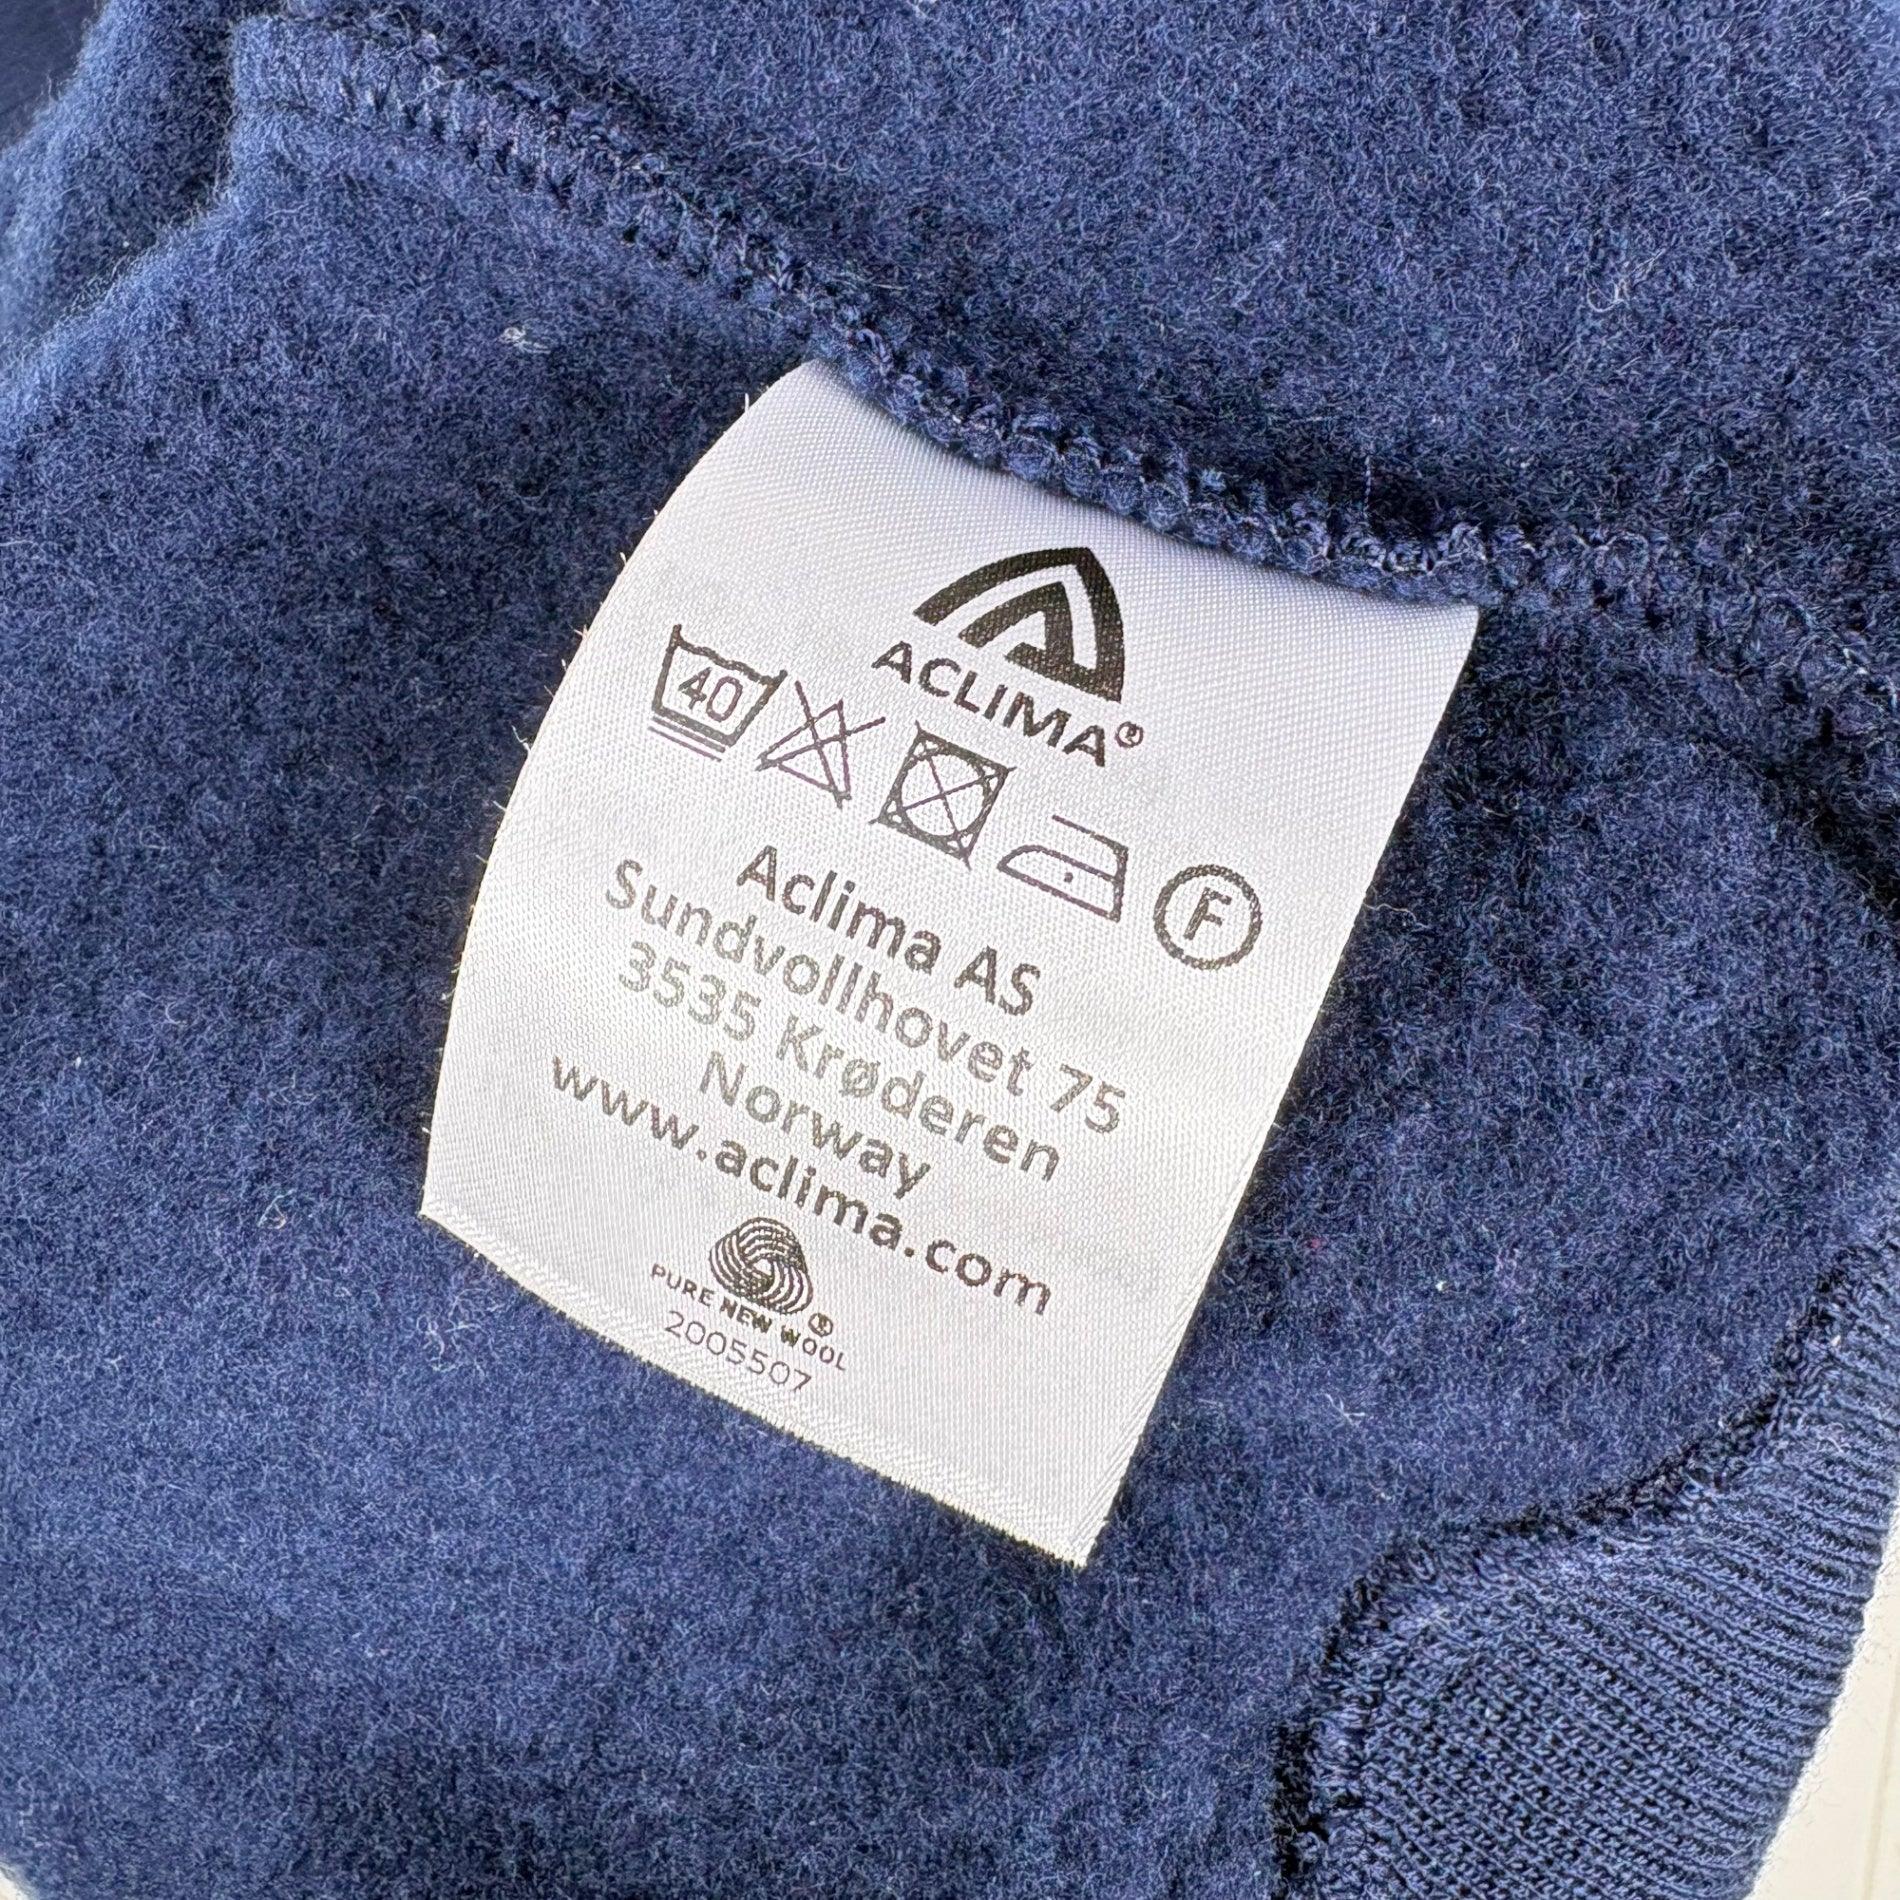 ACLIMA®
40
F
Aclima AS
Sundvollhovet 75
3535 Krøderen
Norway
www.aclima.com
PURE NEW WOOL ®
2005507